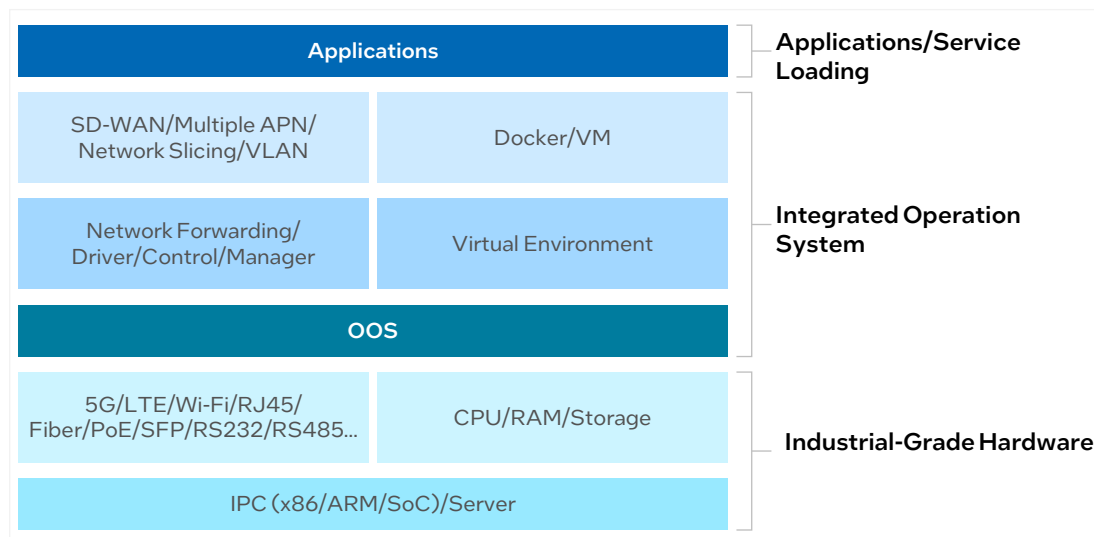 Applications
Applications/Service
Loading
SD-WAN/Multiple APN/
Network Slicing/VLAN
Docker/VM
Network Forwarding/
Driver/Control/Manager
Virtual Environment
Integrated Operation
System
OOS
5G/LTE/Wi-Fi/RJ45/
Fiber/PoE/SFP/RS232/RS485...
CPU/RAM/Storage
Industrial-Grade Hardware
IPC (x86/ARM/SoC)/Server